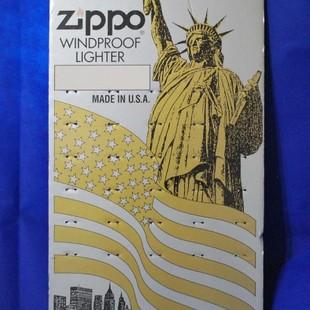 Zippo®
WINDPROOF
LIGHTER
MADE IN U.S.A.